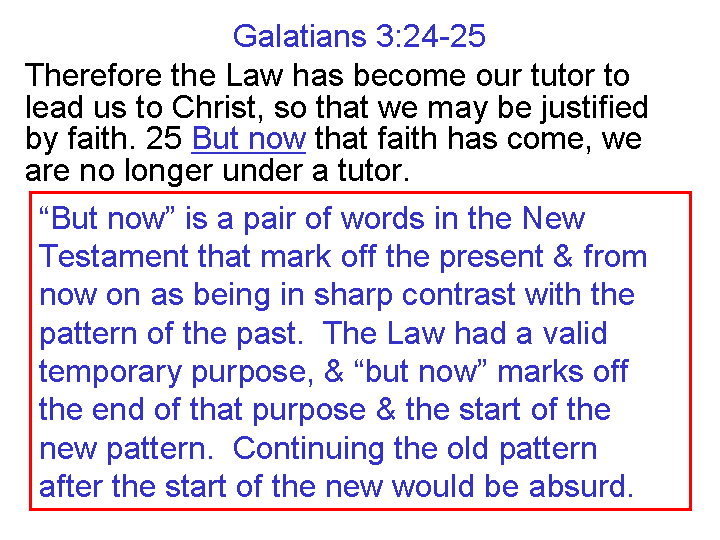 Galatians 3:24-25
Therefore the Law has become our tutor to
lead us to Christ, so that we may be justified
by faith. 25 But now that faith has come, we
are no longer under a tutor.
“But now” is a pair of words in the New
Testament that mark off the present & from
now on as being in sharp contrast with the
pattern of the past.  The Law had a valid
temporary purpose, & “but now” marks off
the end of that purpose & the start of the
new pattern.  Continuing the old pattern
after the start of the new would be absurd.